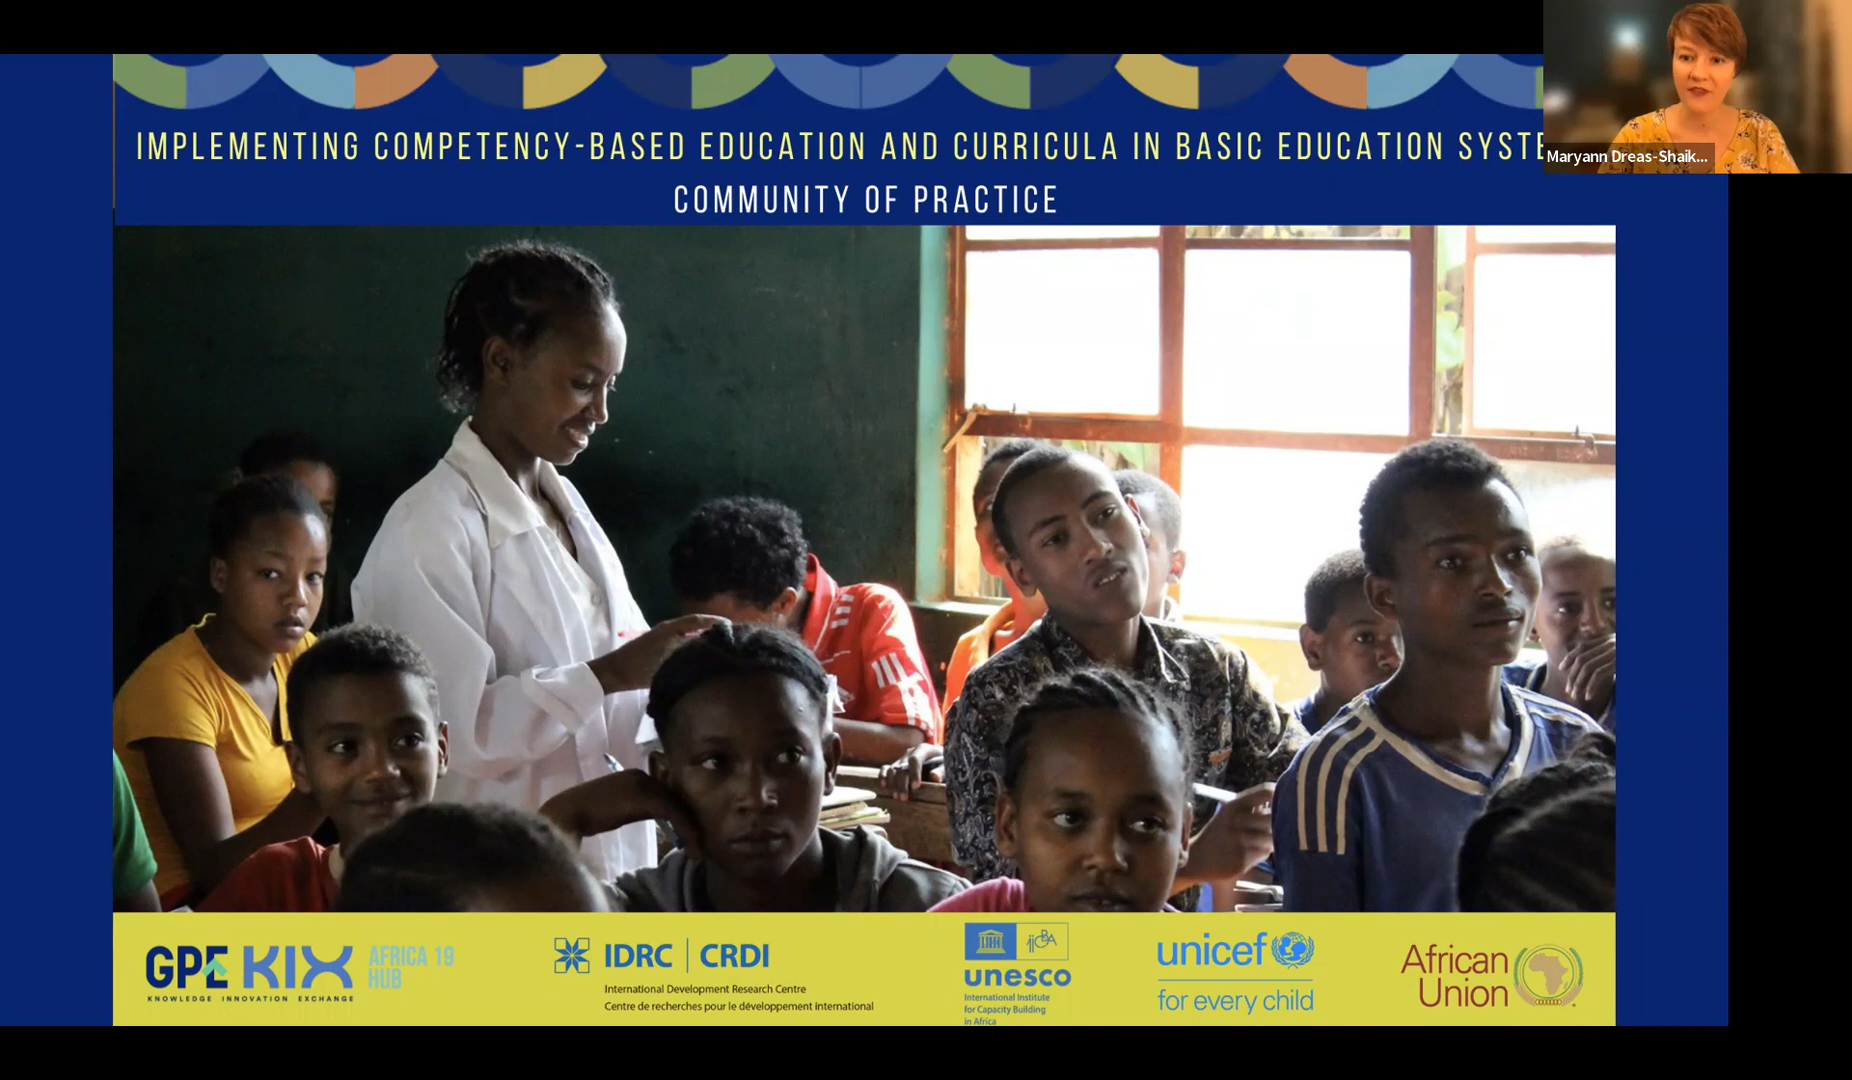 IMPLEMENTING COMPETENCY-BASED EDUCATION AND CURRICULA IN BASIC EDUCATION SYSTE
Maryann Dreas-Shaik...
COMMUNITY OF PRACTICE
GPE KIX AFRICA 19
HUB
KNOWLEDGE INNOVATION EXCHANGE
IDRC | CRDI
International Development Research Centre
Centre de recherches pour le développement international
iicBA
unesco
International Institute
for Capacity Building
in Africa
unicef
for every child
African
Union